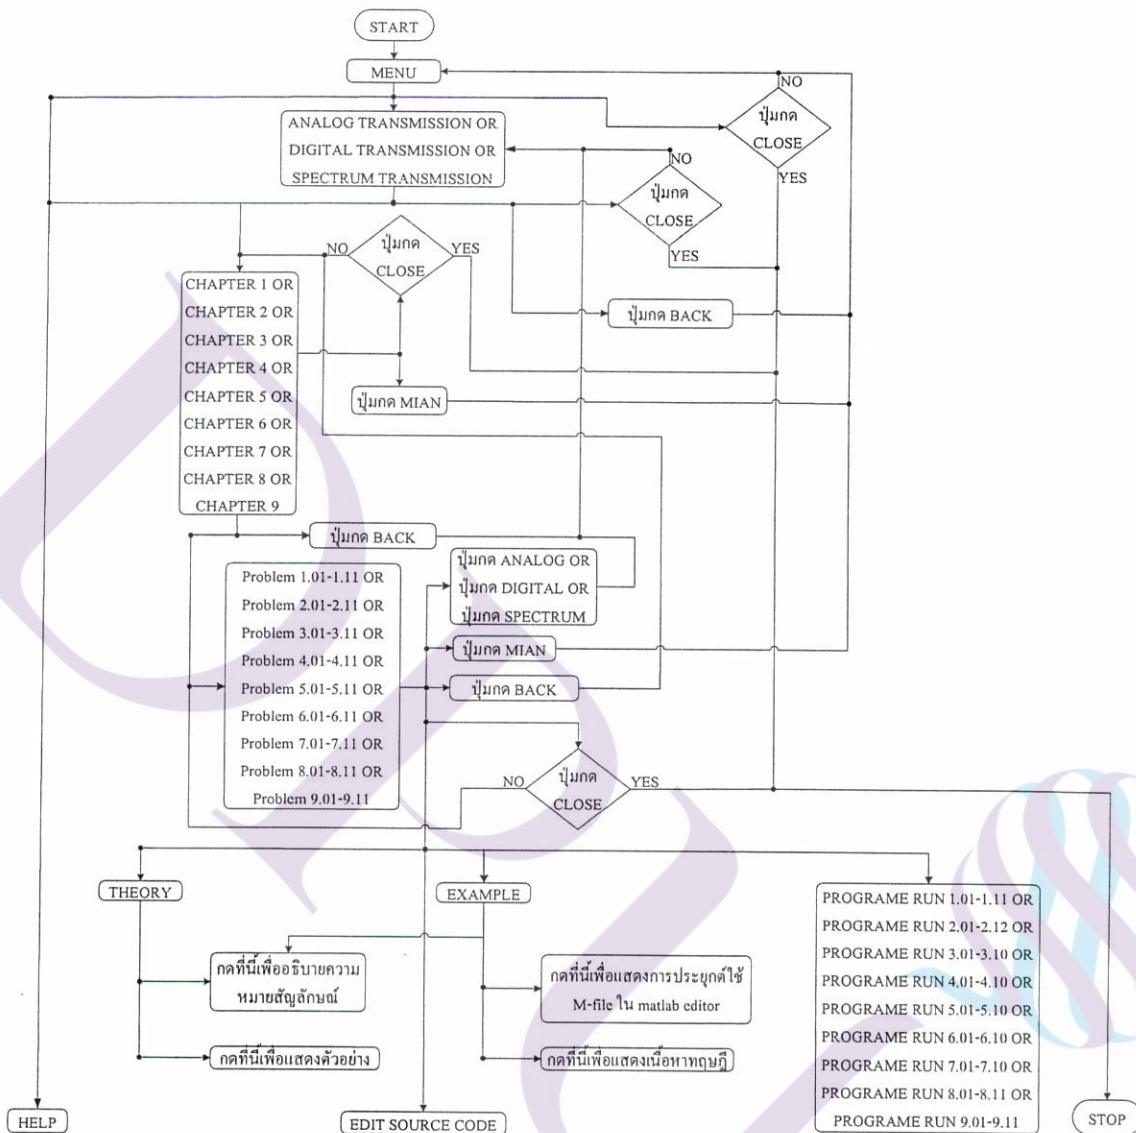 START
MENU
NO
ปุ่มกด
CLOSE
YES
ANALOG TRANSMISSION OR
DIGITAL TRANSMISSION OR
SPECTRUM TRANSMISSION
NO
ปุ่มกด
CLOSE
YES
NO
ปุ่มกด
CLOSE
YES
CHAPTER 1 OR
CHAPTER 2 OR
CHAPTER 3 OR
CHAPTER 4 OR
CHAPTER 5 OR
CHAPTER 6 OR
CHAPTER 7 OR
CHAPTER 8 OR
CHAPTER 9
ปุ่มกด BACK
ปุ่มกด MIAN
ปุ่มกด BACK
ปุ่มกด ANALOG OR
ปุ่มกด DIGITAL OR
ปุ่มกด SPECTRUM
Problem 1.01-1.11 OR
Problem 2.01-2.11 OR
Problem 3.01-3.11 OR
Problem 4.01-4.11 OR
Problem 5.01-5.11 OR
Problem 6.01-6.11 OR
Problem 7.01-7.11 OR
Problem 8.01-8.11 OR
Problem 9.01-9.11
ปุ่มกด MIAN
ปุ่มกด BACK
NO
ปุ่มกด
CLOSE
YES
THEORY
EXAMPLE
PROGRAME RUN 1.01-1.11 OR
PROGRAME RUN 2.01-2.12 OR
PROGRAME RUN 3.01-3.10 OR
PROGRAME RUN 4.01-4.10 OR
PROGRAME RUN 5.01-5.10 OR
PROGRAME RUN 6.01-6.10 OR
PROGRAME RUN 7.01-7.10 OR
PROGRAME RUN 8.01-8.11 OR
PROGRAME RUN 9.01-9.11
กดที่นี้เพื่ออธิบายความ
หมายสัญลักษณ์
กดที่นี้เพื่อแสดงการประยุกต์ใช้
M-file ใน matlab editor
กดที่นี้เพื่อแสดงตัวอย่าง
กดที่นี้เพื่อแสดงเนื้อหาทฤษฎี
HELP
EDIT SOURCE CODE
STOP